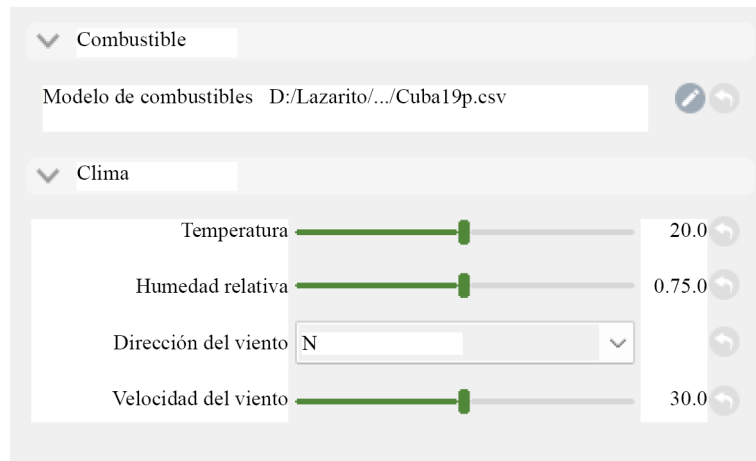 Combustible
Modelo de combustibles D:/Lazarito/.../Cuba19p.csv
Clima
Temperatura 20.0
Humedad relativa 0.75.0
Dirección del viento N
Velocidad del viento 30.0